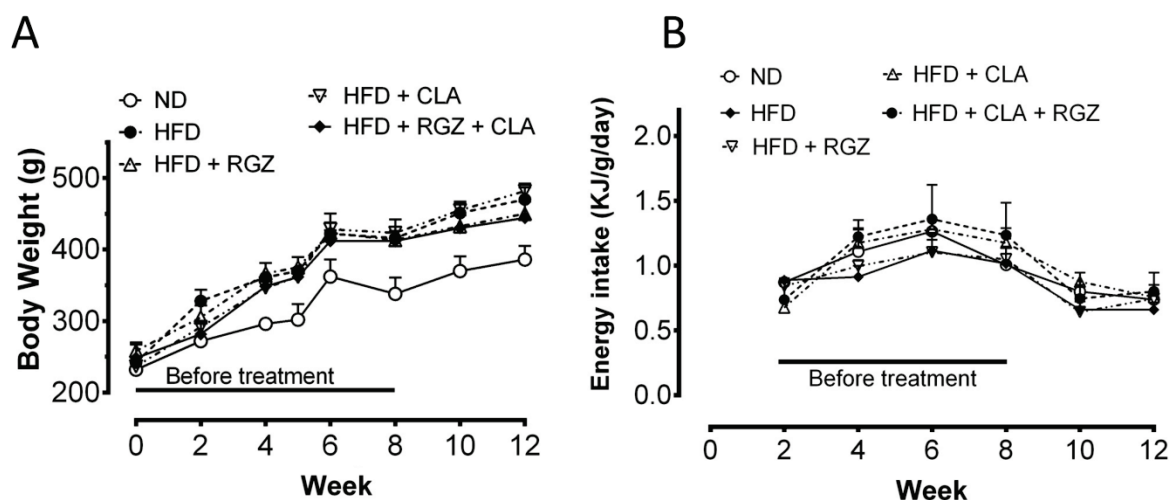 A
ND
HFD
HFD + RGZ
HFD + CLA
HFD + RGZ + CLA
Body Weight (g)
500
400
300
200
Before treatment
0 2 4 6 8 10 12
Week
B
ND
HFD
HFD + RGZ
HFD + CLA
HFD + CLA + RGZ
Energy intake (KJ/g/day)
2.0
1.5
1.0
0.5
0.0
Before treatment
0 2 4 6 8 10 12
Week